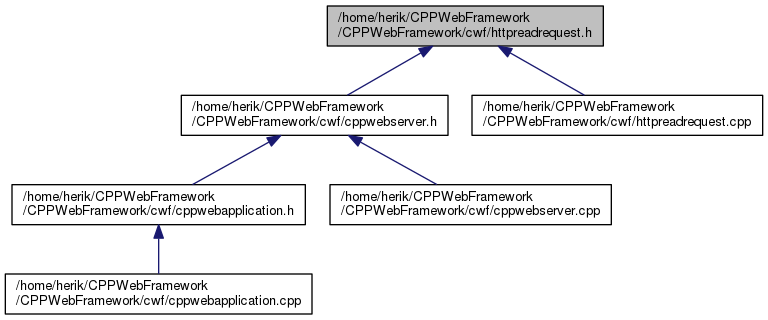 /home/herik/CPPWebFramework
/CPPWebFramework/cwf/httpreadrequest.h
/home/herik/CPPWebFramework
/CPPWebFramework/cwf/cppwebserver.h
/home/herik/CPPWebFramework
/CPPWebFramework/cwf/httpreadrequest.cpp
/home/herik/CPPWebFramework
/CPPWebFramework/cwf/cppwebapplication.h
/home/herik/CPPWebFramework
/CPPWebFramework/cwf/cppwebserver.cpp
/home/herik/CPPWebFramework
/CPPWebFramework/cwf/cppwebapplication.cpp